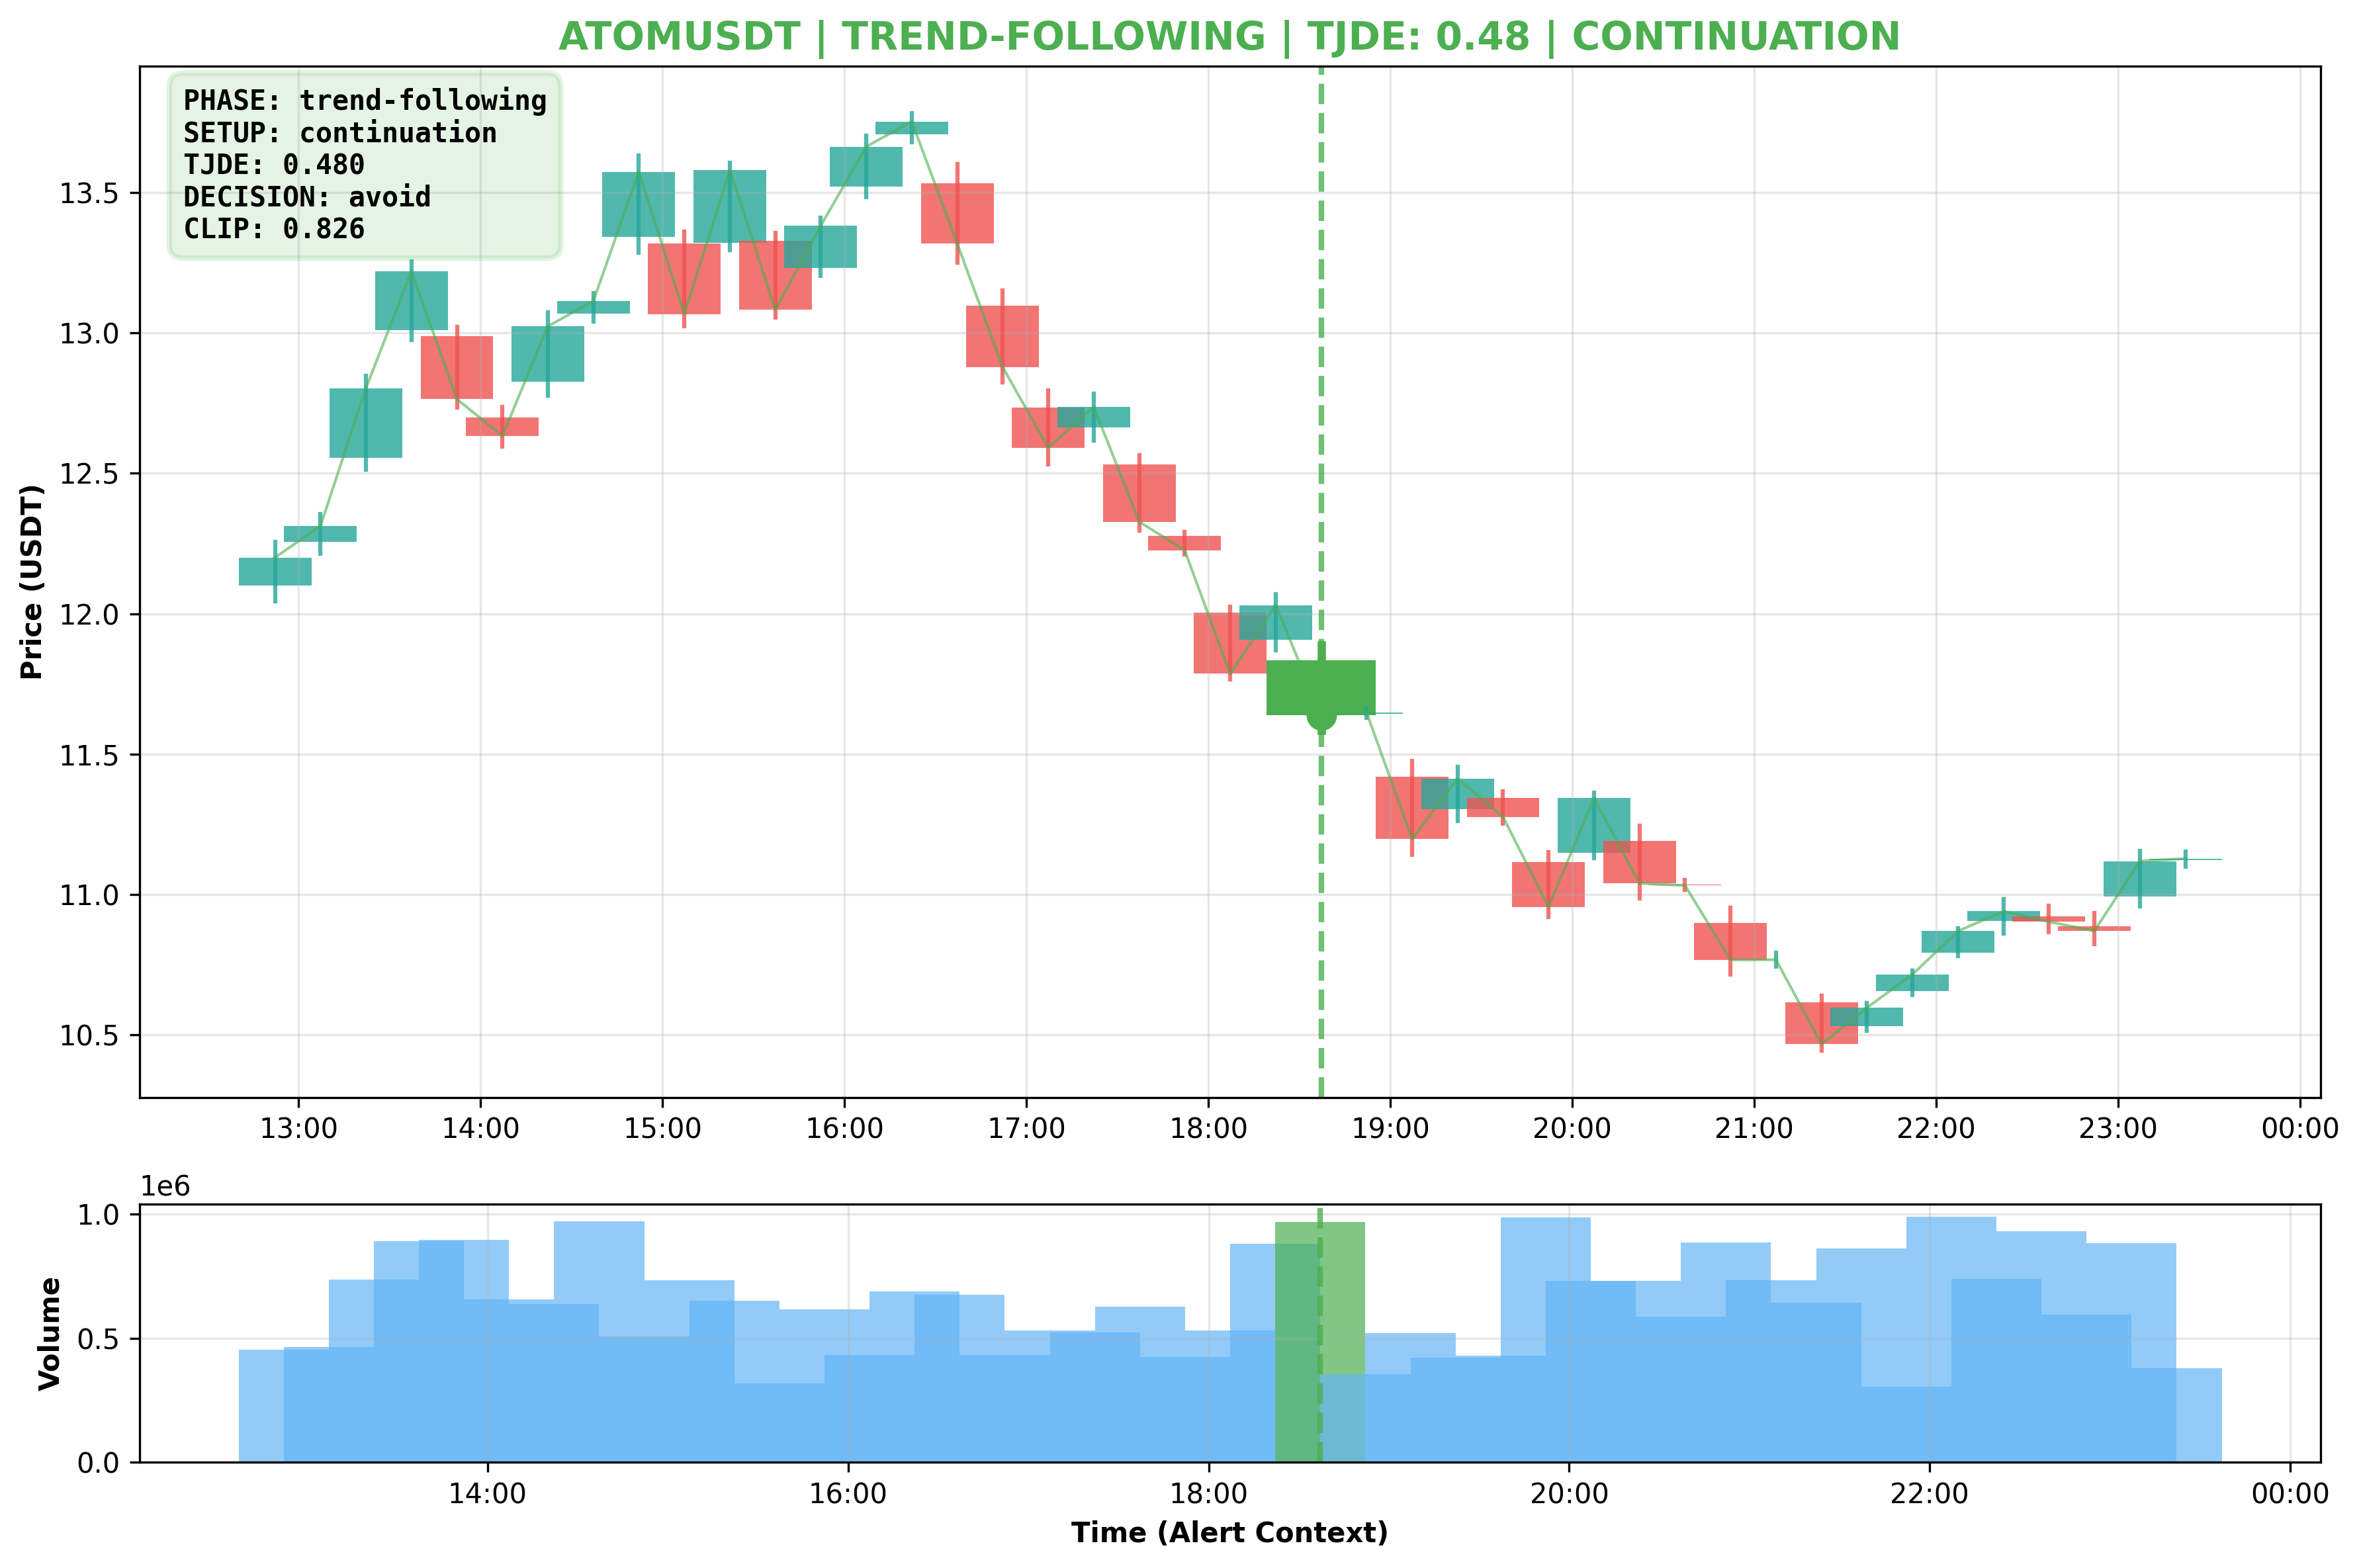 ATOMUSDT | TREND-FOLLOWING | TJDE: 0.48 | CONTINUATION
PHASE: trend-following
SETUP: continuation
TJDE: 0.480
DECISION: avoid
CLIP: 0.826
Price (USDT)
13.5
13.0
12.5
12.0
11.5
11.0
10.5
13:00 14:00 15:00 16:00 17:00 18:00 19:00 20:00 21:00 22:00 23:00 00:00
1e6
Volume
1.0
0.5
0.0
14:00 16:00 18:00 20:00 22:00 00:00
Time (Alert Context)